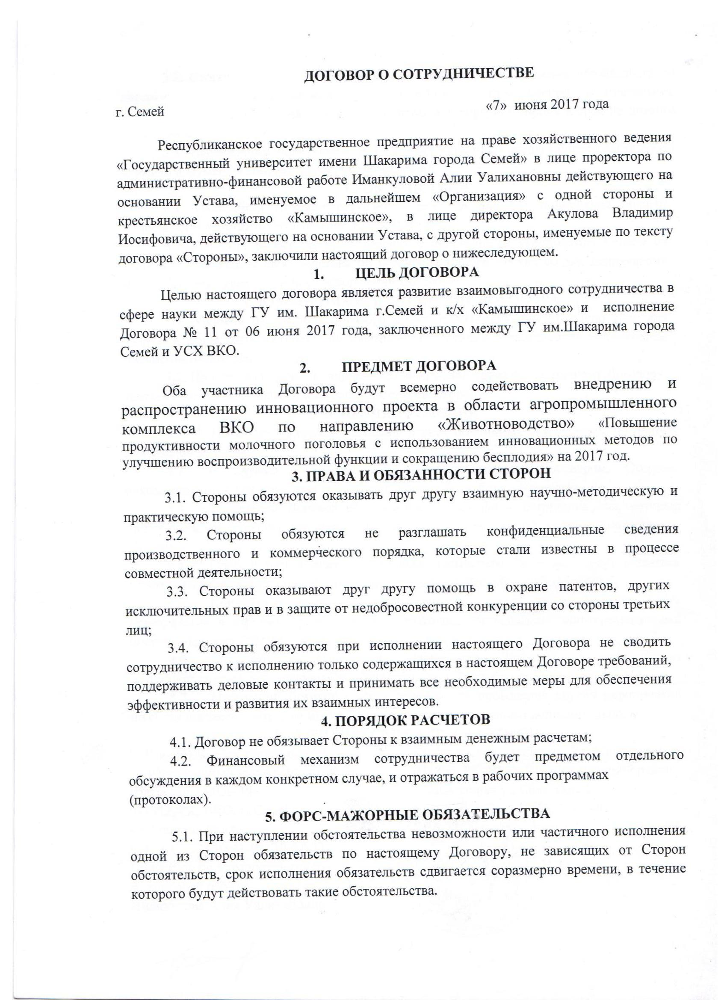 ДОГОВОР О СОТРУДНИЧЕСТВЕ
г. Семей «7» июня 2017 года
Республиканское государственное предприятие на праве хозяйственного ведения
«Государственный университет имени Шакарима города Семей» в лице проректора по
административно-финансовой работе Иманкуловой Алии Уалихановны действующего на
основании Устава, именуемое в дальнейшем «Организация» с одной стороны и
крестьянское хозяйство «Камышинское», в лице директора Акулова Владимир
Иосифовича, действующего на основании Устава, с другой стороны, именуемые по тексту
договора «Стороны», заключили настоящий договор о нижеследующем.
1. ЦЕЛЬ ДОГОВОРА
Целью настоящего договора является развитие взаимовыгодного сотрудничества в
сфере науки между ГУ им. Шакарима г.Семей и к/х «Камышинское» и исполнение
Договора № 11 от 06 июня 2017 года, заключенного между ГУ им.Шакарима города
Семей и УСХ ВКО.
2. ПРЕДМЕТ ДОГОВОРА
Оба участника Договора будут всемерно содействовать внедрению и
распространению инновационного проекта в области агропромышленного
комплекса ВКО по направлению «Животноводство» «Повышение
продуктивности молочного поголовья с использованием инновационных методов по
улучшению воспроизводительной функции и сокращению бесплодия» на 2017 год.
3. ПРАВА И ОБЯЗАННОСТИ СТОРОН
3.1. Стороны обязуются оказывать друг другу взаимную научно-методическую и
практическую помощь;
3.2. Стороны обязуются не разглашать конфиденциальные сведения
производственного и коммерческого порядка, которые стали известны в процессе
совместной деятельности;
3.3. Стороны оказывают друг другу помощь в охране патентов, других
исключительных прав и в защите от недобросовестной конкуренции со стороны третьих
лиц;
3.4. Стороны обязуются при исполнении настоящего Договора не сводить
сотрудничество к исполнению только содержащихся в настоящем Договоре требований,
поддерживать деловые контакты и принимать все необходимые меры для обеспечения
эффективности и развития их взаимных интересов.
4. ПОРЯДОК РАСЧЕТОВ
4.1. Договор не обязывает Стороны к взаимным денежным расчетам;
4.2. Финансовый механизм сотрудничества будет предметом отдельного
обсуждения в каждом конкретном случае, и отражаться в рабочих программах
(протоколах).
5. ФОРС-МАЖОРНЫЕ ОБЯЗАТЕЛЬСТВА
5.1. При наступлении обстоятельства невозможности или частичного исполнения
одной из Сторон обязательств по настоящему Договору, не зависящих от Сторон
обстоятельств, срок исполнения обязательств сдвигается соразмерно времени, в течение
которого будут действовать такие обстоятельства.